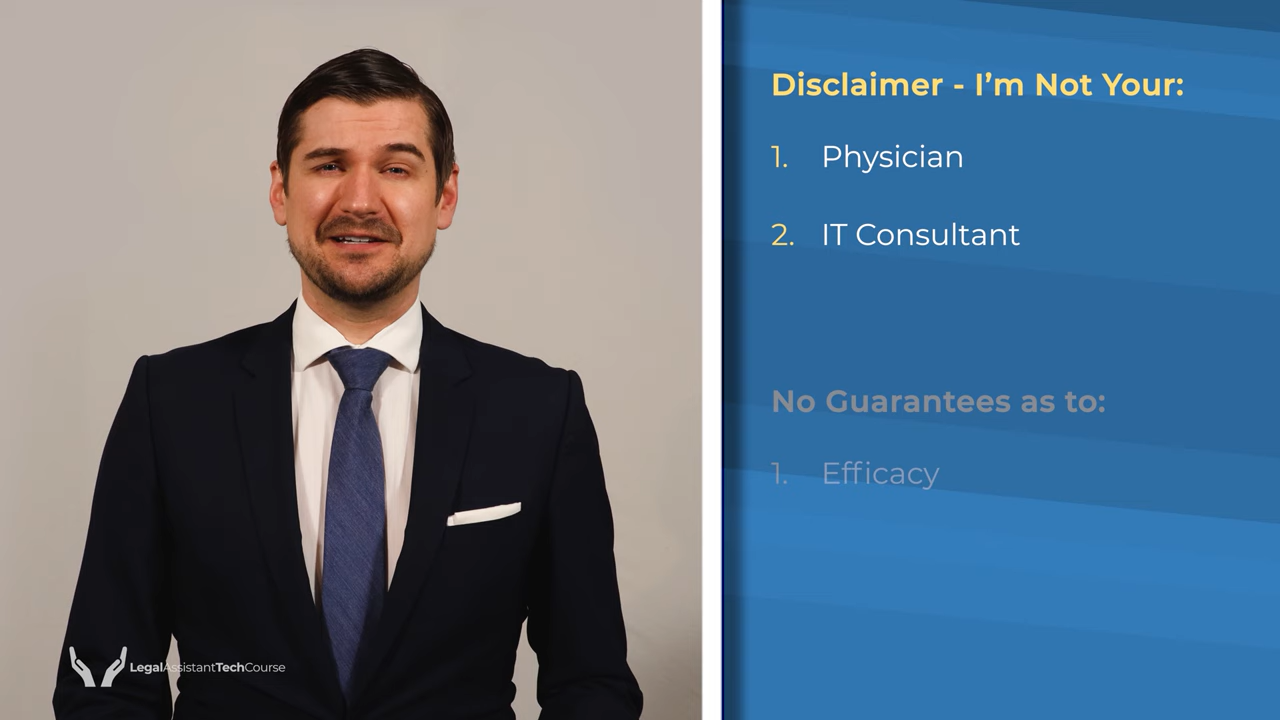 Disclaimer - I’m Not Your:
1. Physician
2. IT Consultant
No Guarantees as to:
1. Efficacy
LegalAssistantTechCourse